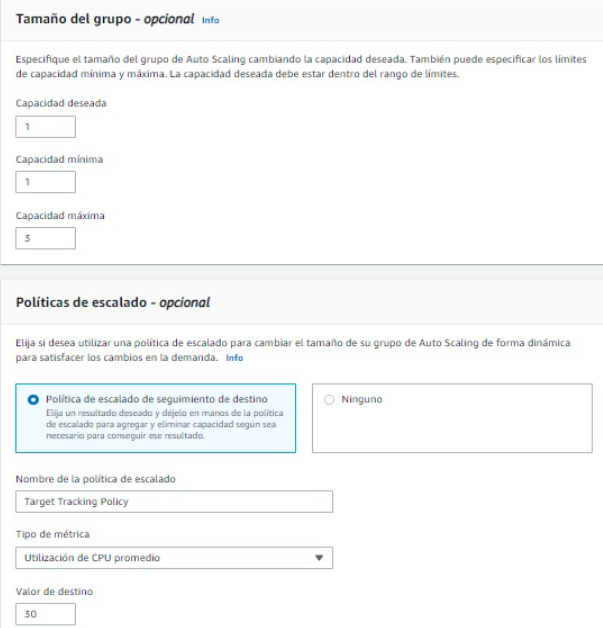 Tamaño del grupo - opcional Info
Especifique el tamaño del grupo de Auto Scaling cambiando la capacidad deseada. También puede especificar los límites
de capacidad mínima y máxima. La capacidad deseada debe estar dentro del rango de límites.
Capacidad deseada
1
Capacidad mínima
1
Capacidad máxima
3
Políticas de escalado - opcional
Elija si desea utilizar una política de escalado para cambiar el tamaño de su grupo de Auto Scaling de forma dinámica
para satisfacer los cambios en la demanda. Info
Política de escalado de seguimiento de destino
Elija un resultado deseado y déjelo en manos de la política
de escalado para agregar y eliminar capacidad según sea
necesario para conseguir ese resultado.
Ninguno
Nombre de la política de escalado
Target Tracking Policy
Tipo de métrica
Utilización de CPU promedio
Valor de destino
30